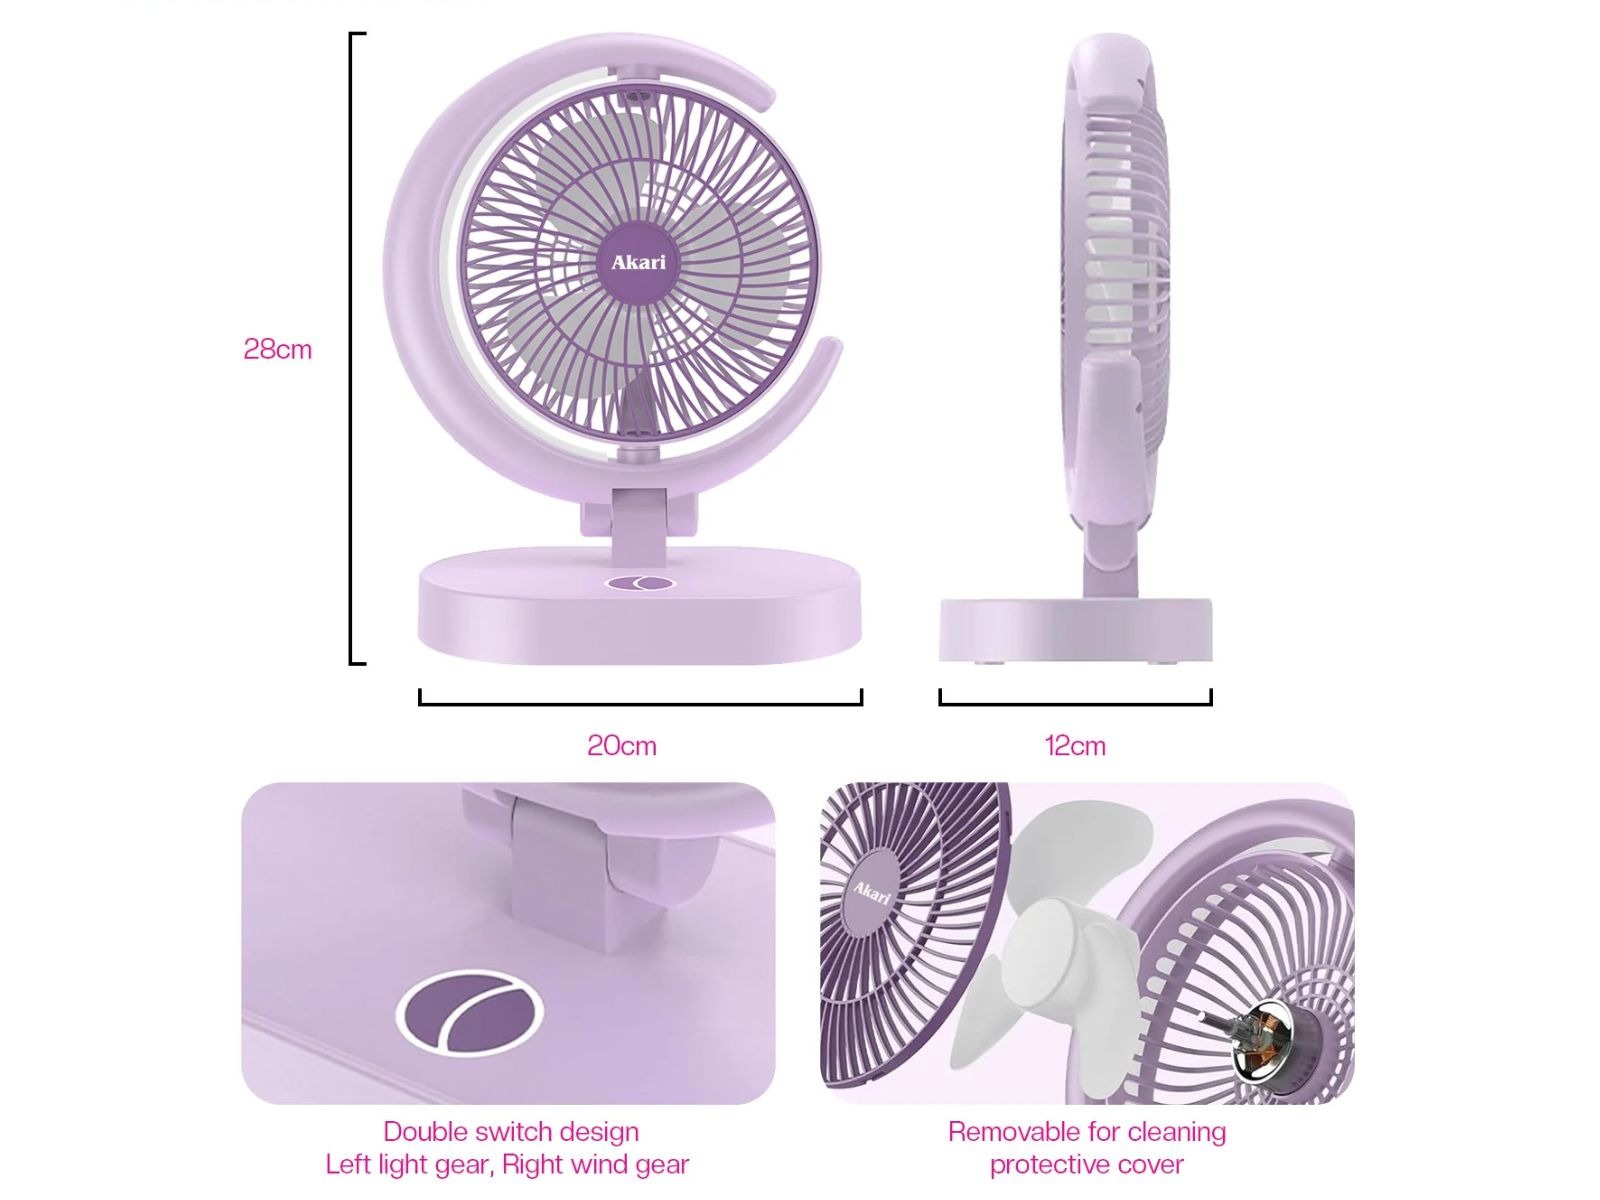 Akari
28cm
20cm
12cm
Akari
Double switch design
Left light gear, Right wind gear
Removable for cleaning
protective cover